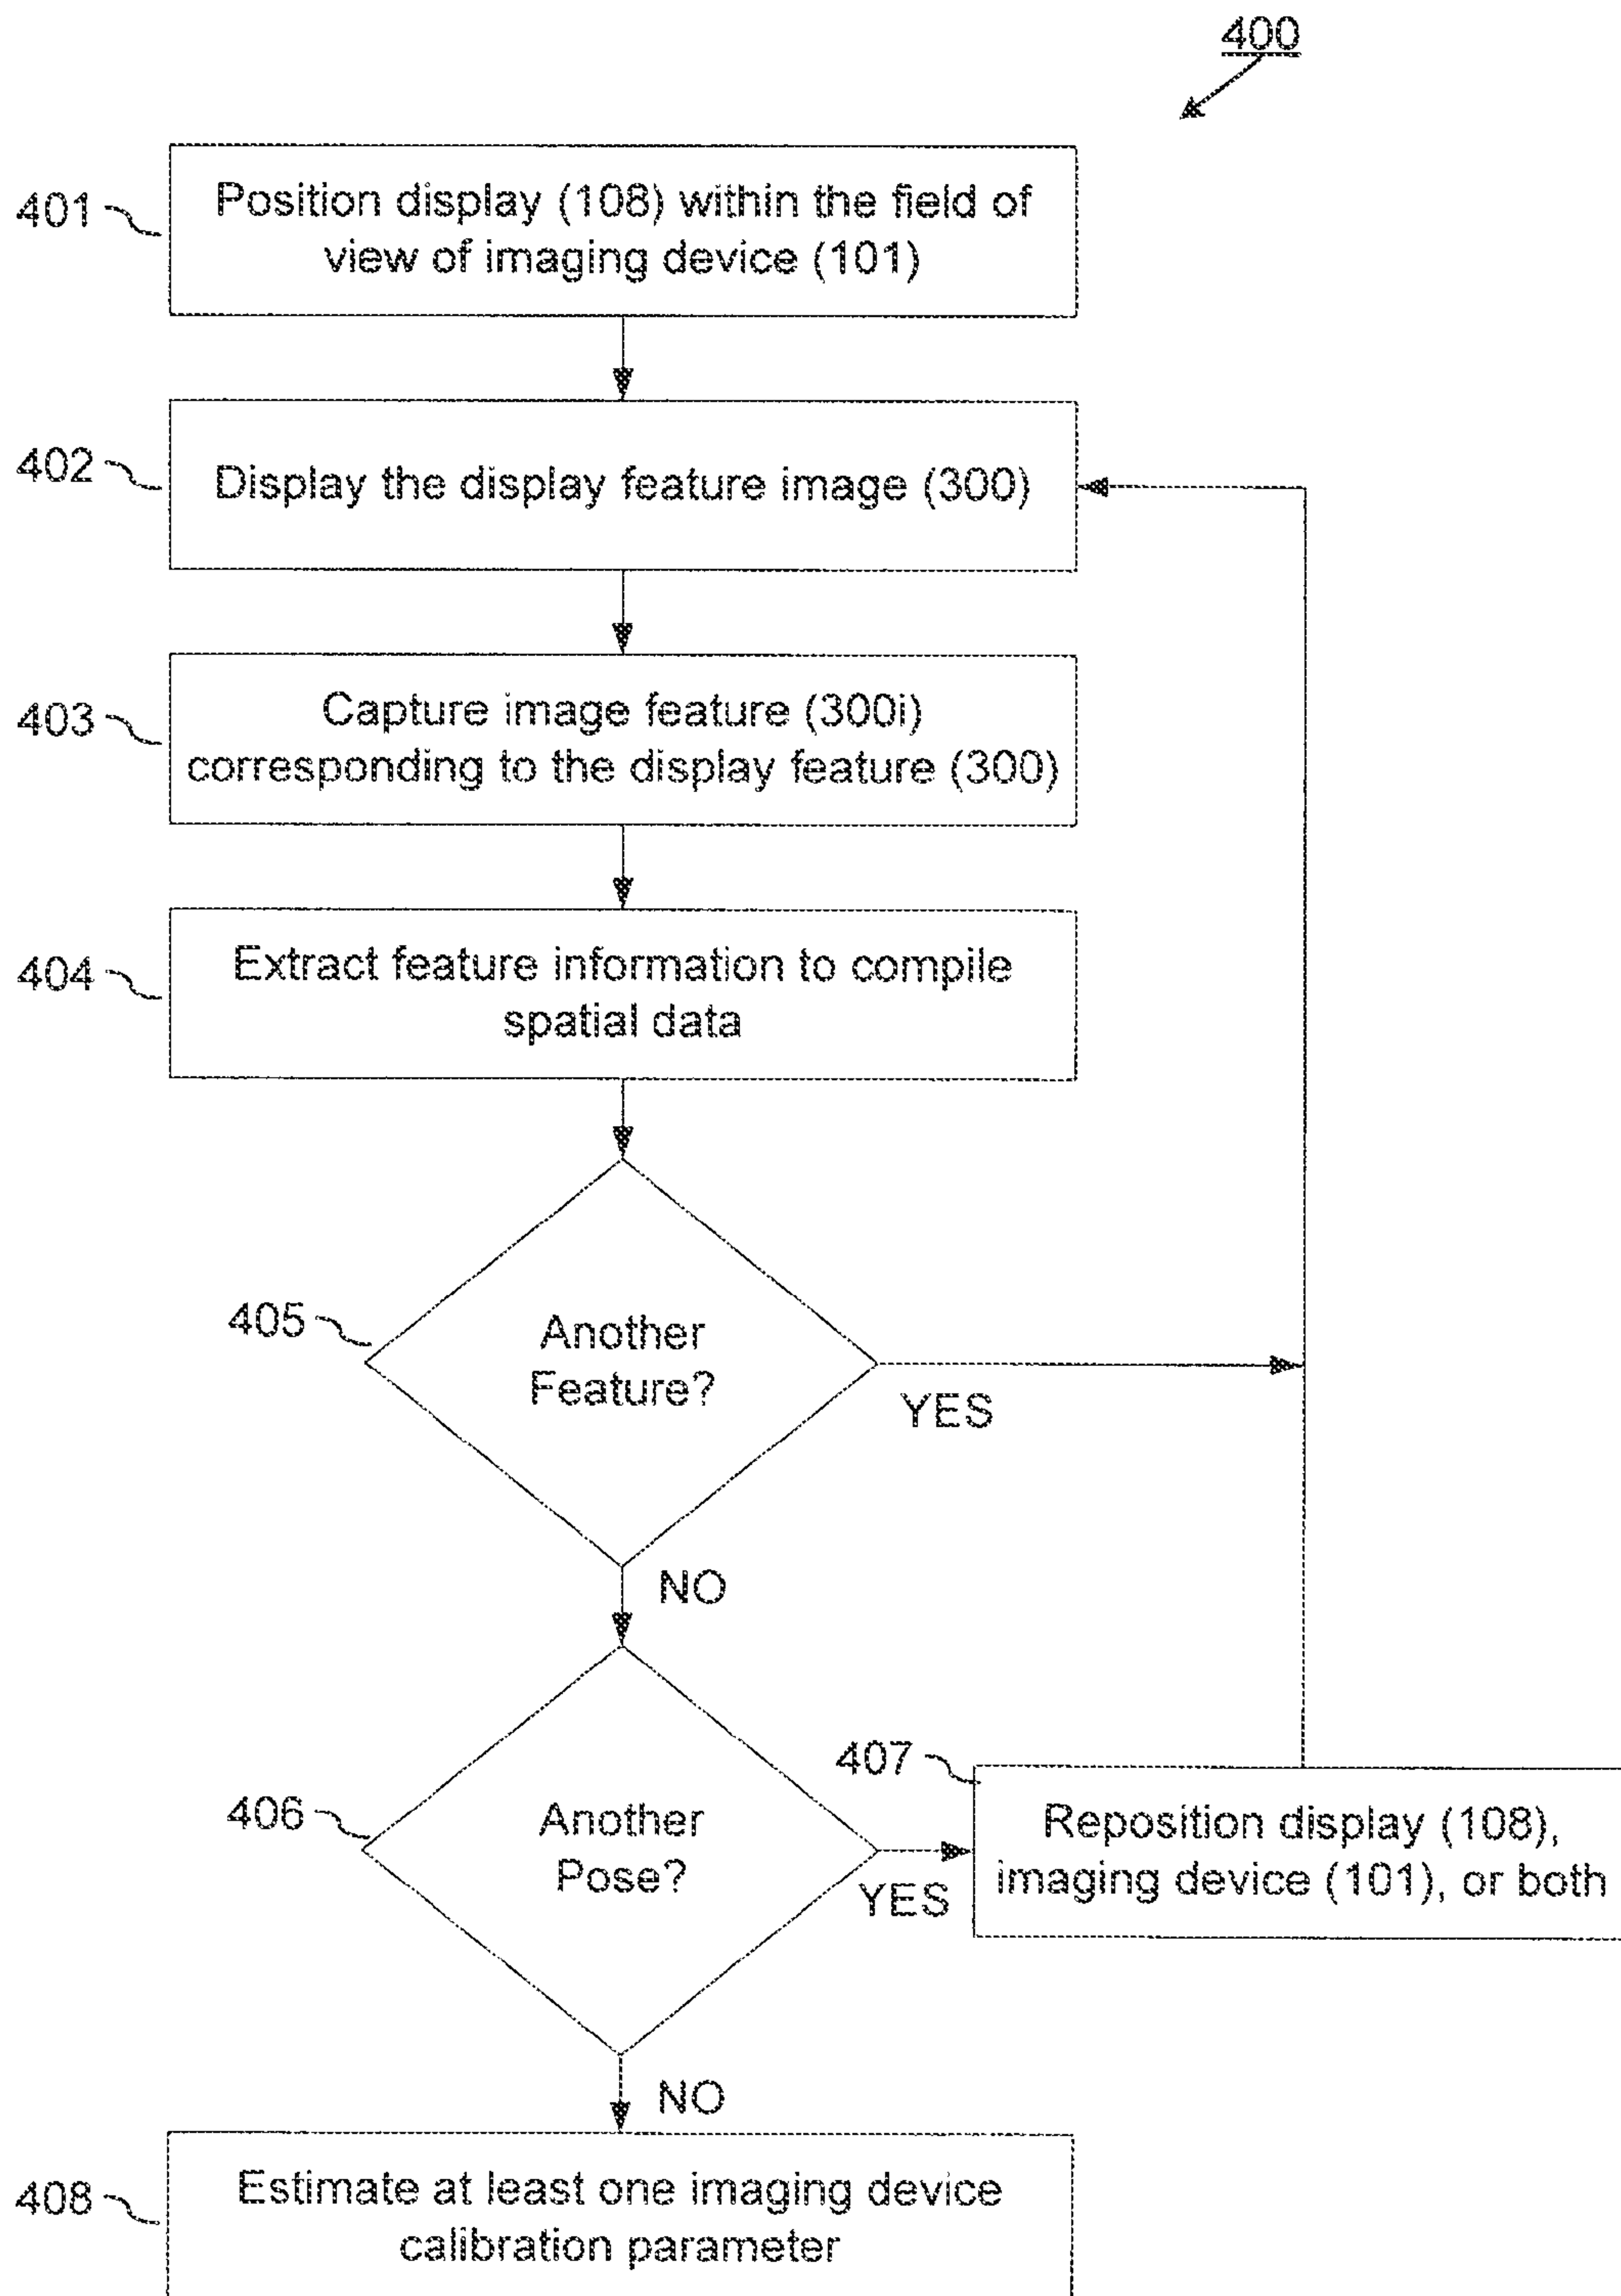 400
401
Position display (108) within the field of
view of imaging device (101)
402
Display the display feature image (300)
403
Capture image feature (300i)
corresponding to the display feature (300)
404
Extract feature information to compile
spatial data
405
Another
Feature?
YES
NO
406
Another
Pose?
YES
407
Reposition display (108),
imaging device (101), or both
NO
408
Estimate at least one imaging device
calibration parameter